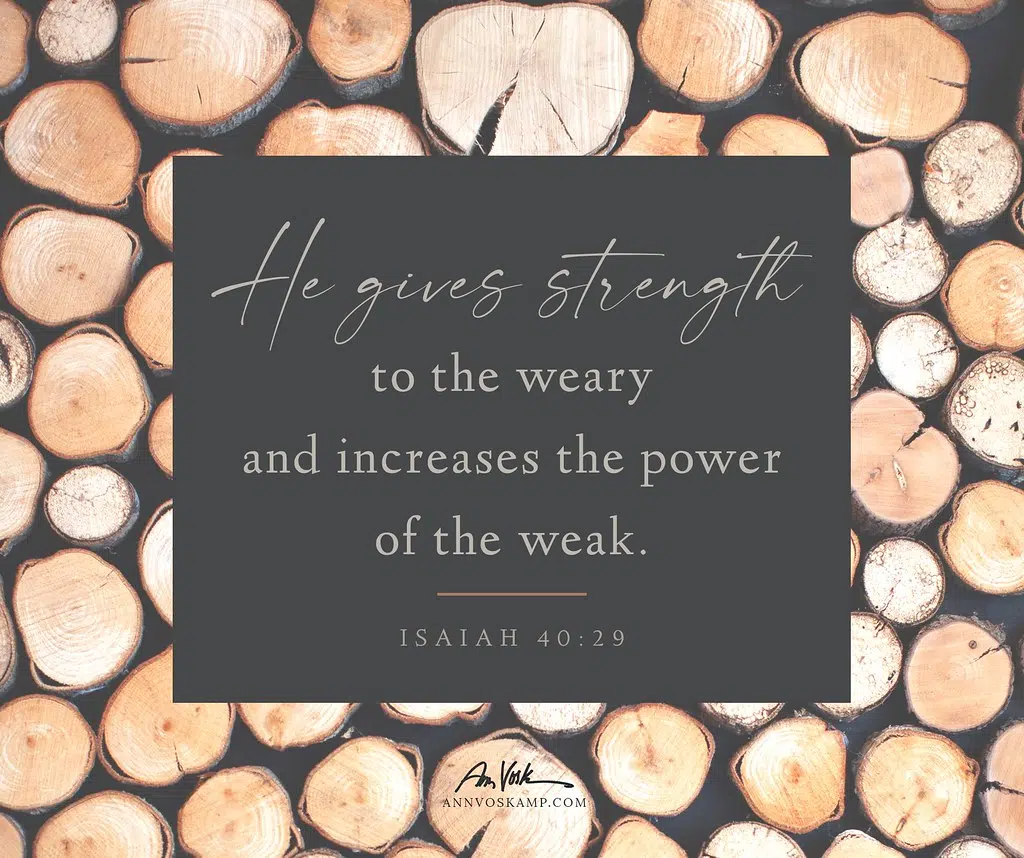 He gives strength
to the weary
and increases the power
of the weak.
ISAIAH 40:29
Ann Vosk
ANNVOSKAMP.COM